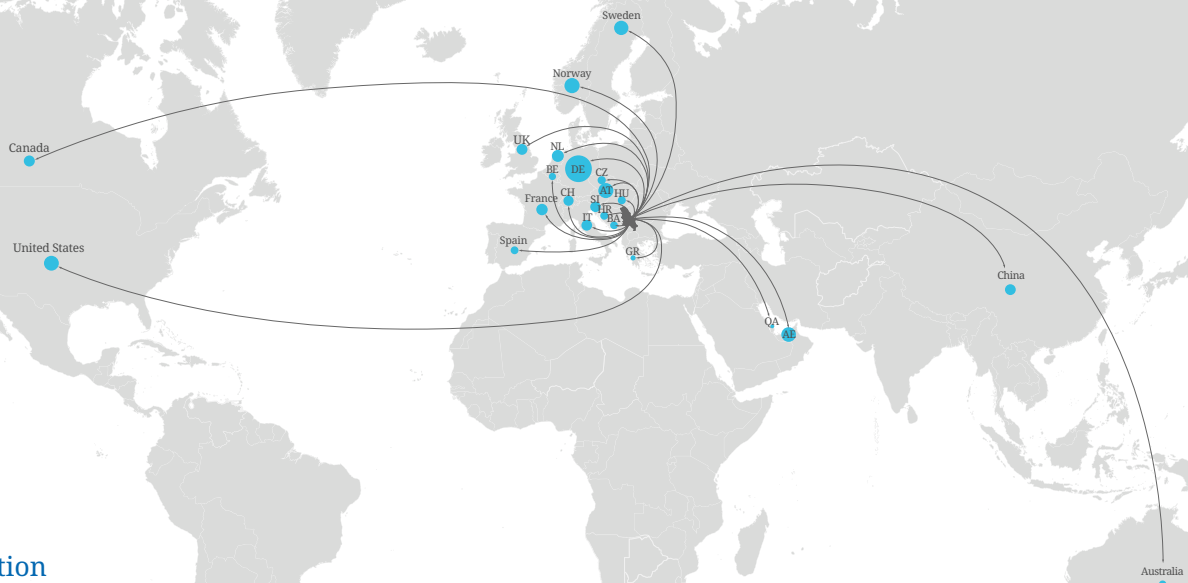 Sweden
Norway
UK
NL
Canada
BE
DE
CZ
AT
CH
HU
France
SI
HR
IT
BA
Spain
GR
United States
China
QA
AE
Australia
tion